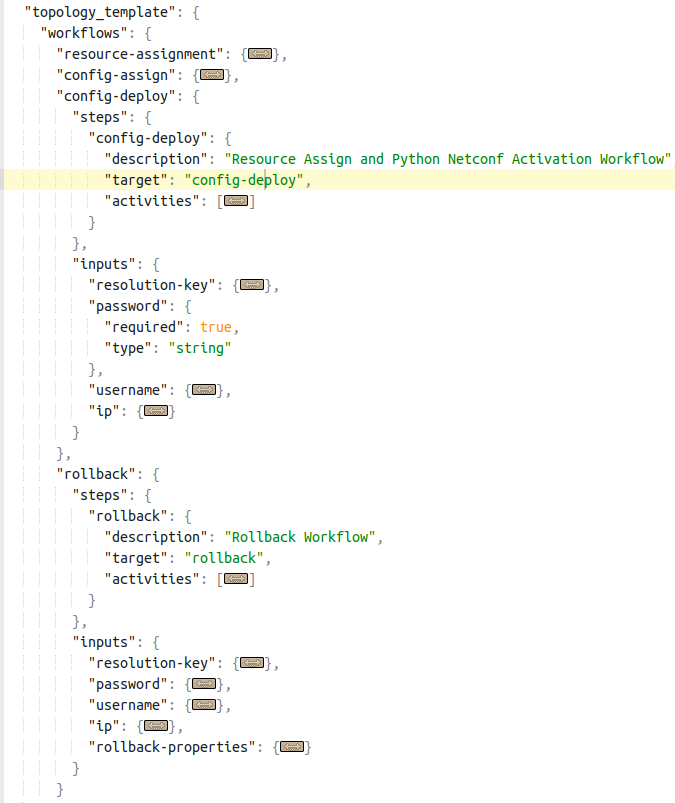 "topology_template": {
"workflows": {
"resource-assignment": {},
"config-assign": {},
"config-deploy": {
"steps": {
"config-deploy": {
"description": "Resource Assign and Python Netconf Activation Workflow",
"target": "config-deploy",
"activities": []
}
},
"inputs": {
"resolution-key": {},
"password": {
"required": true,
"type": "string"
},
"username": {},
"ip": {}
}
},
"rollback": {
"steps": {
"rollback": {
"description": "Rollback Workflow",
"target": "rollback",
"activities": []
}
},
"inputs": {
"resolution-key": {},
"password": {},
"username": {},
"ip": {},
"rollback-properties": {}
}
}